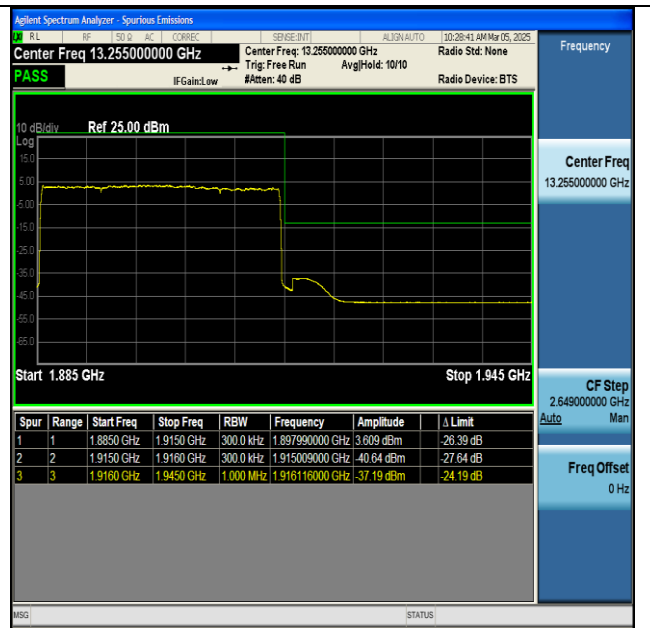 Agilent Spectrum Analyzer - Spurious Emissions
RL RF 50 Ω AC CORREC SENSE:INT ALIGN AUTO 10:28:41 AM Mar 05, 2025
Center Freq 13.255000000 GHz
Center Freq: 13.255000000 GHz
Radio Std: None
Trig: Free Run Avg|Hold: 10/10
PASS
IFGain:Low
#Atten: 40 dB
Radio Device: BTS
Frequency
10 dB/div Ref 25.00 dBm
Log
15.0
5.00
-5.00
-15.0
-25.0
-35.0
-45.0
-55.0
-65.0
Start 1.885 GHz
Stop 1.945 GHz
Center Freq
13.255000000 GHz
CF Step
2.649000000 GHz
Auto Man
Freq Offset
0 Hz
Spur Range Start Freq Stop Freq RBW Frequency Amplitude Δ Limit
1 1 1.8850 GHz 1.9150 GHz 300.0 kHz 1.897990000 GHz 3.609 dBm -26.39 dB
2 2 1.9150 GHz 1.9160 GHz 300.0 kHz 1.915009000 GHz -40.64 dBm -27.64 dB
3 3 1.9160 GHz 1.9450 GHz 1.000 MHz 1.916116000 GHz -37.19 dBm -24.19 dB
MSG
STATUS